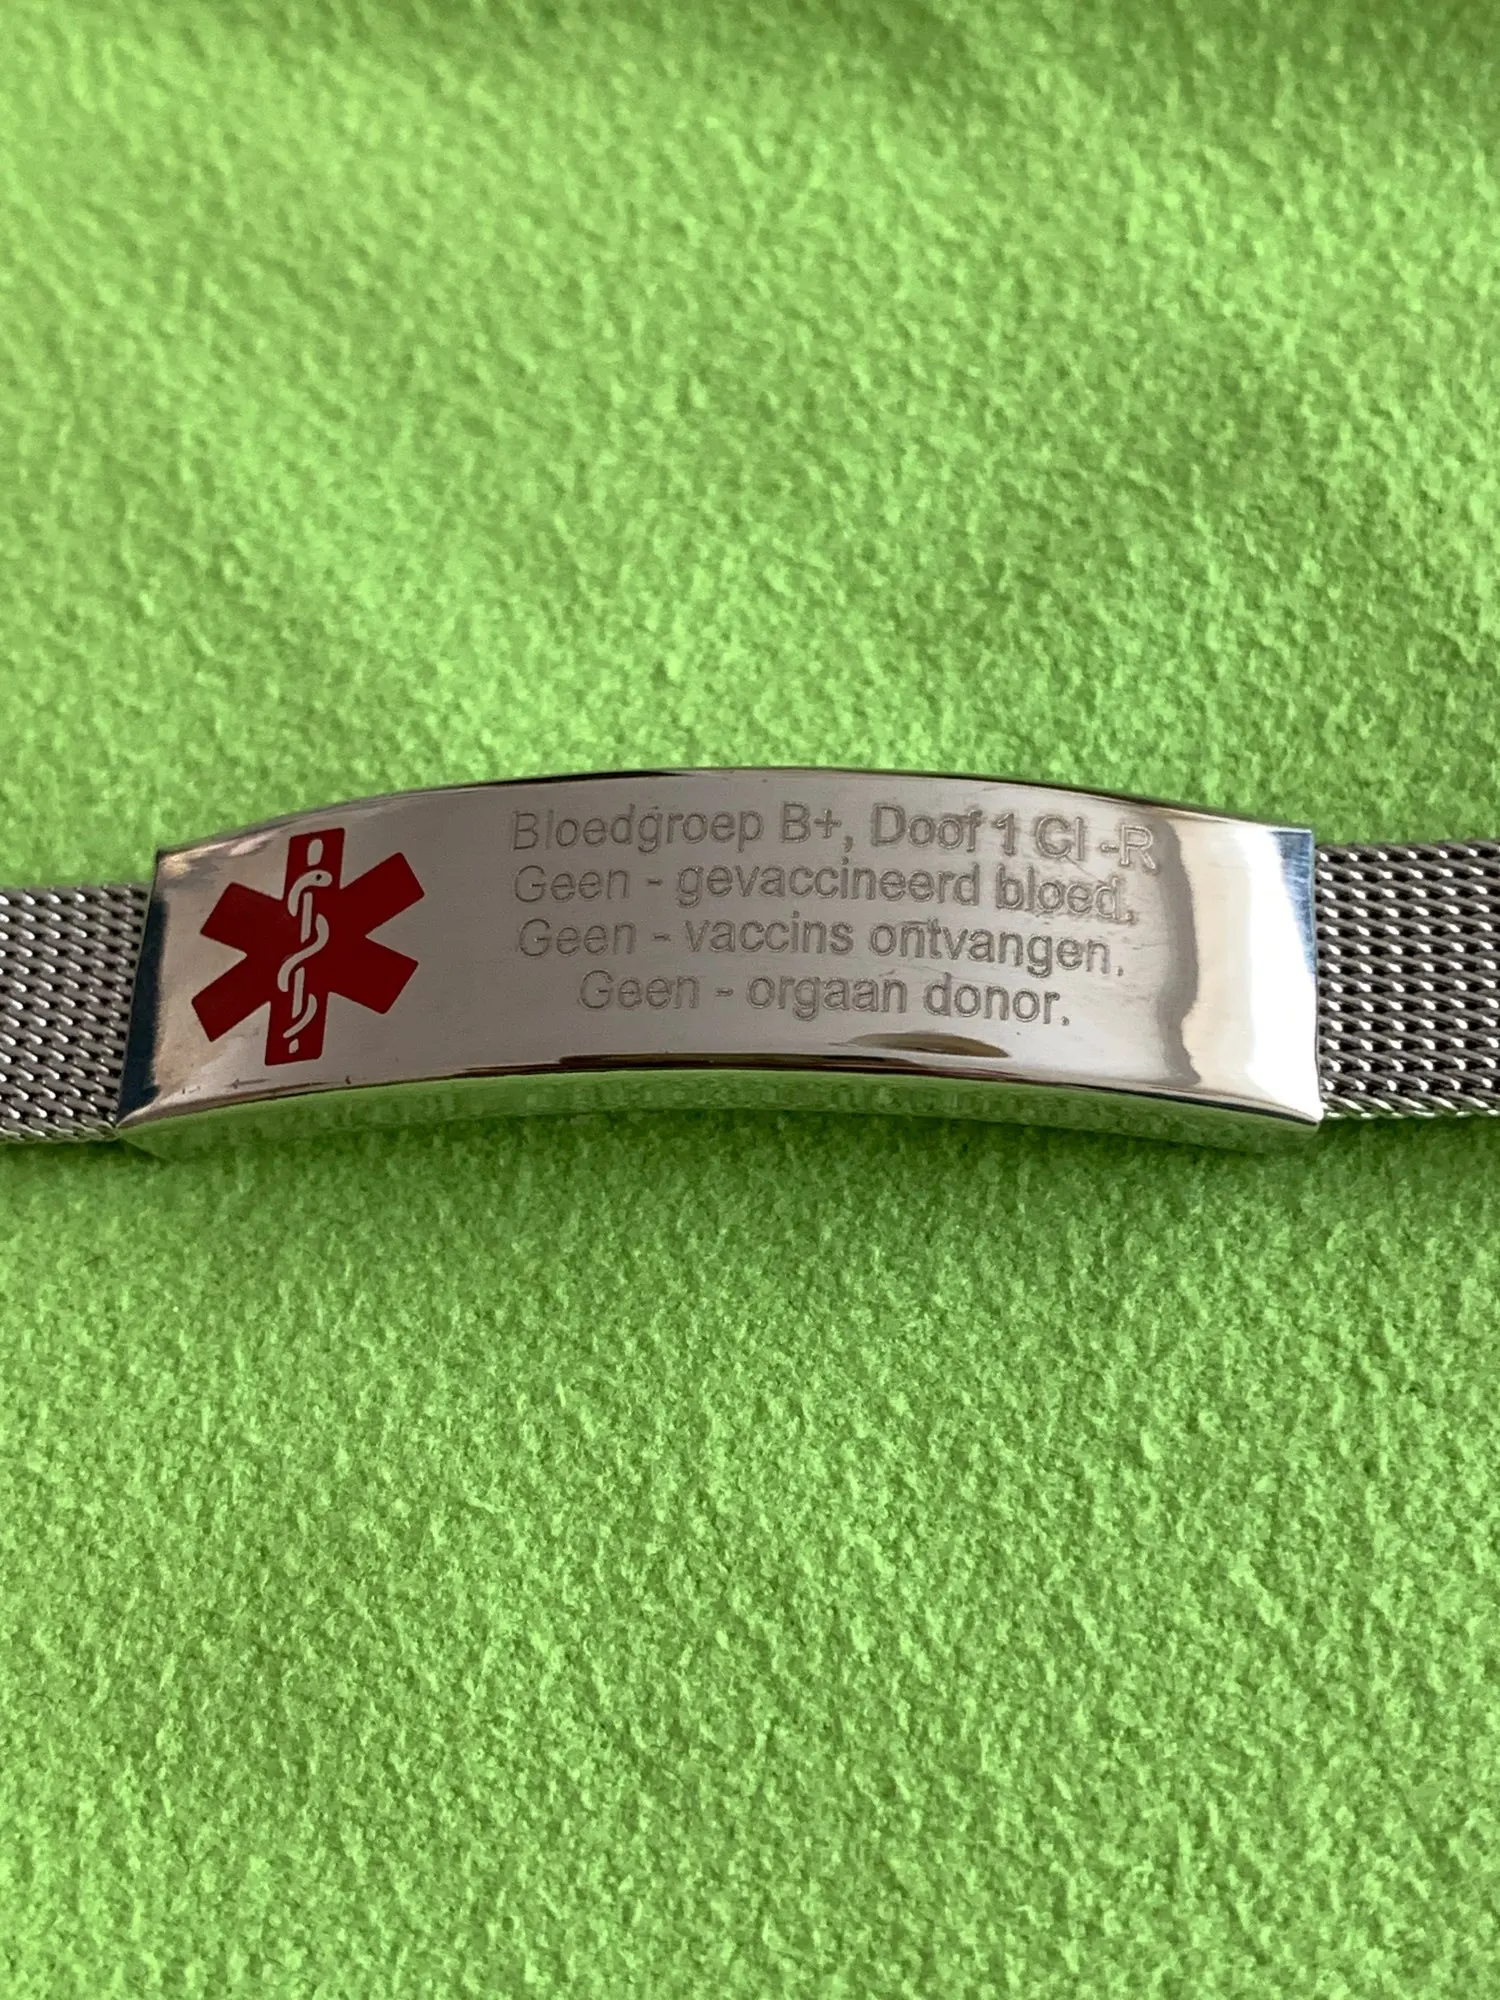 Bloedgroep B+, Doof 1 CI -R
Geen - gevaccineerd bloed.
Geen - vaccins ontvangen.
Geen - orgaan donor.